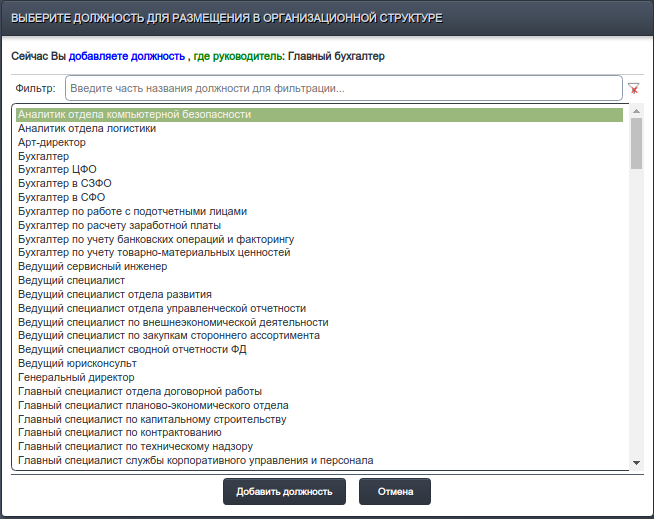 ВЫБЕРИТЕ ДОЛЖНОСТЬ ДЛЯ РАЗМЕЩЕНИЯ В ОРГАНИЗАЦИОННОЙ СТРУКТУРЕ
Сейчас Вы добавляете должность , где руководитель: Главный бухгалтер
Фильтр: Введите часть названия должности для фильтрации...
Аналитик отдела компьютерной безопасности
Аналитик отдела логистики
Арт-директор
Бухгалтер
Бухгалтер ЦФО
Бухгалтер в СЗФО
Бухгалтер в СФО
Бухгалтер по работе с подотчетными лицами
Бухгалтер по расчету заработной платы
Бухгалтер по учету банковских операций и факторингу
Бухгалтер по учету товарно-материальных ценностей
Ведущий сервисный инженер
Ведущий специалист
Ведущий специалист отдела развития
Ведущий специалист отдела управленческой отчетности
Ведущий специалист по внешнеэкономической деятельности
Ведущий специалист по закупкам стороннего ассортимента
Ведущий специалист сводной отчетности ФД
Ведущий юрисконсульт
Генеральный директор
Главный специалист отдела договорной работы
Главный специалист планово-экономического отдела
Главный специалист по капитальному строительству
Главный специалист по контрактованию
Главный специалист по техническому надзору
Главный специалист службы корпоративного управления и персонала
Добавить должность Отмена